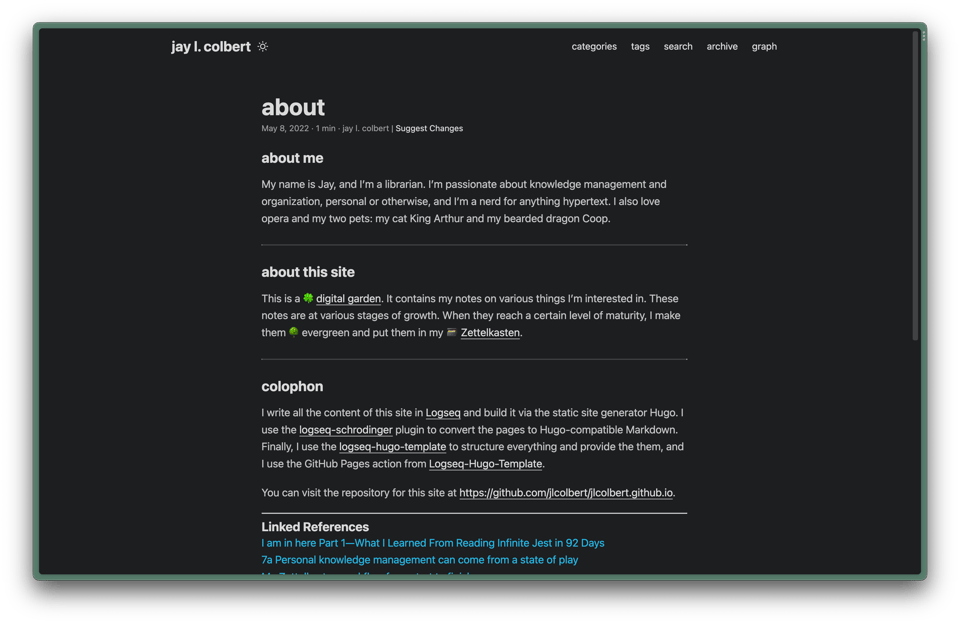 jay l. colbert
categories tags search archive graph
about
May 8, 2022 · 1 min · jay l. colbert | Suggest Changes
about me
My name is Jay, and I'm a librarian. I'm passionate about knowledge management and
organization, personal or otherwise, and I'm a nerd for anything hypertext. I also love
opera and my two pets: my cat King Arthur and my bearded dragon Coop.
about this site
This is a 🍀 digital garden. It contains my notes on various things I'm interested in. These
notes are at various stages of growth. When they reach a certain level of maturity, I make
them 🌳 evergreen and put them in my 🗃 Zettelkasten.
colophon
I write all the content of this site in Logseq and build it via the static site generator Hugo. I
use the logseq-schrodinger plugin to convert the pages to Hugo-compatible Markdown.
Finally, I use the logseq-hugo-template to structure everything and provide the them, and
I use the GitHub Pages action from Logseq-Hugo-Template.
You can visit the repository for this site at https://github.com/jlcolbert/jlcolbert.github.io.
Linked References
I am in here Part 1—What I Learned From Reading Infinite Jest in 92 Days
7a Personal knowledge management can come from a state of play